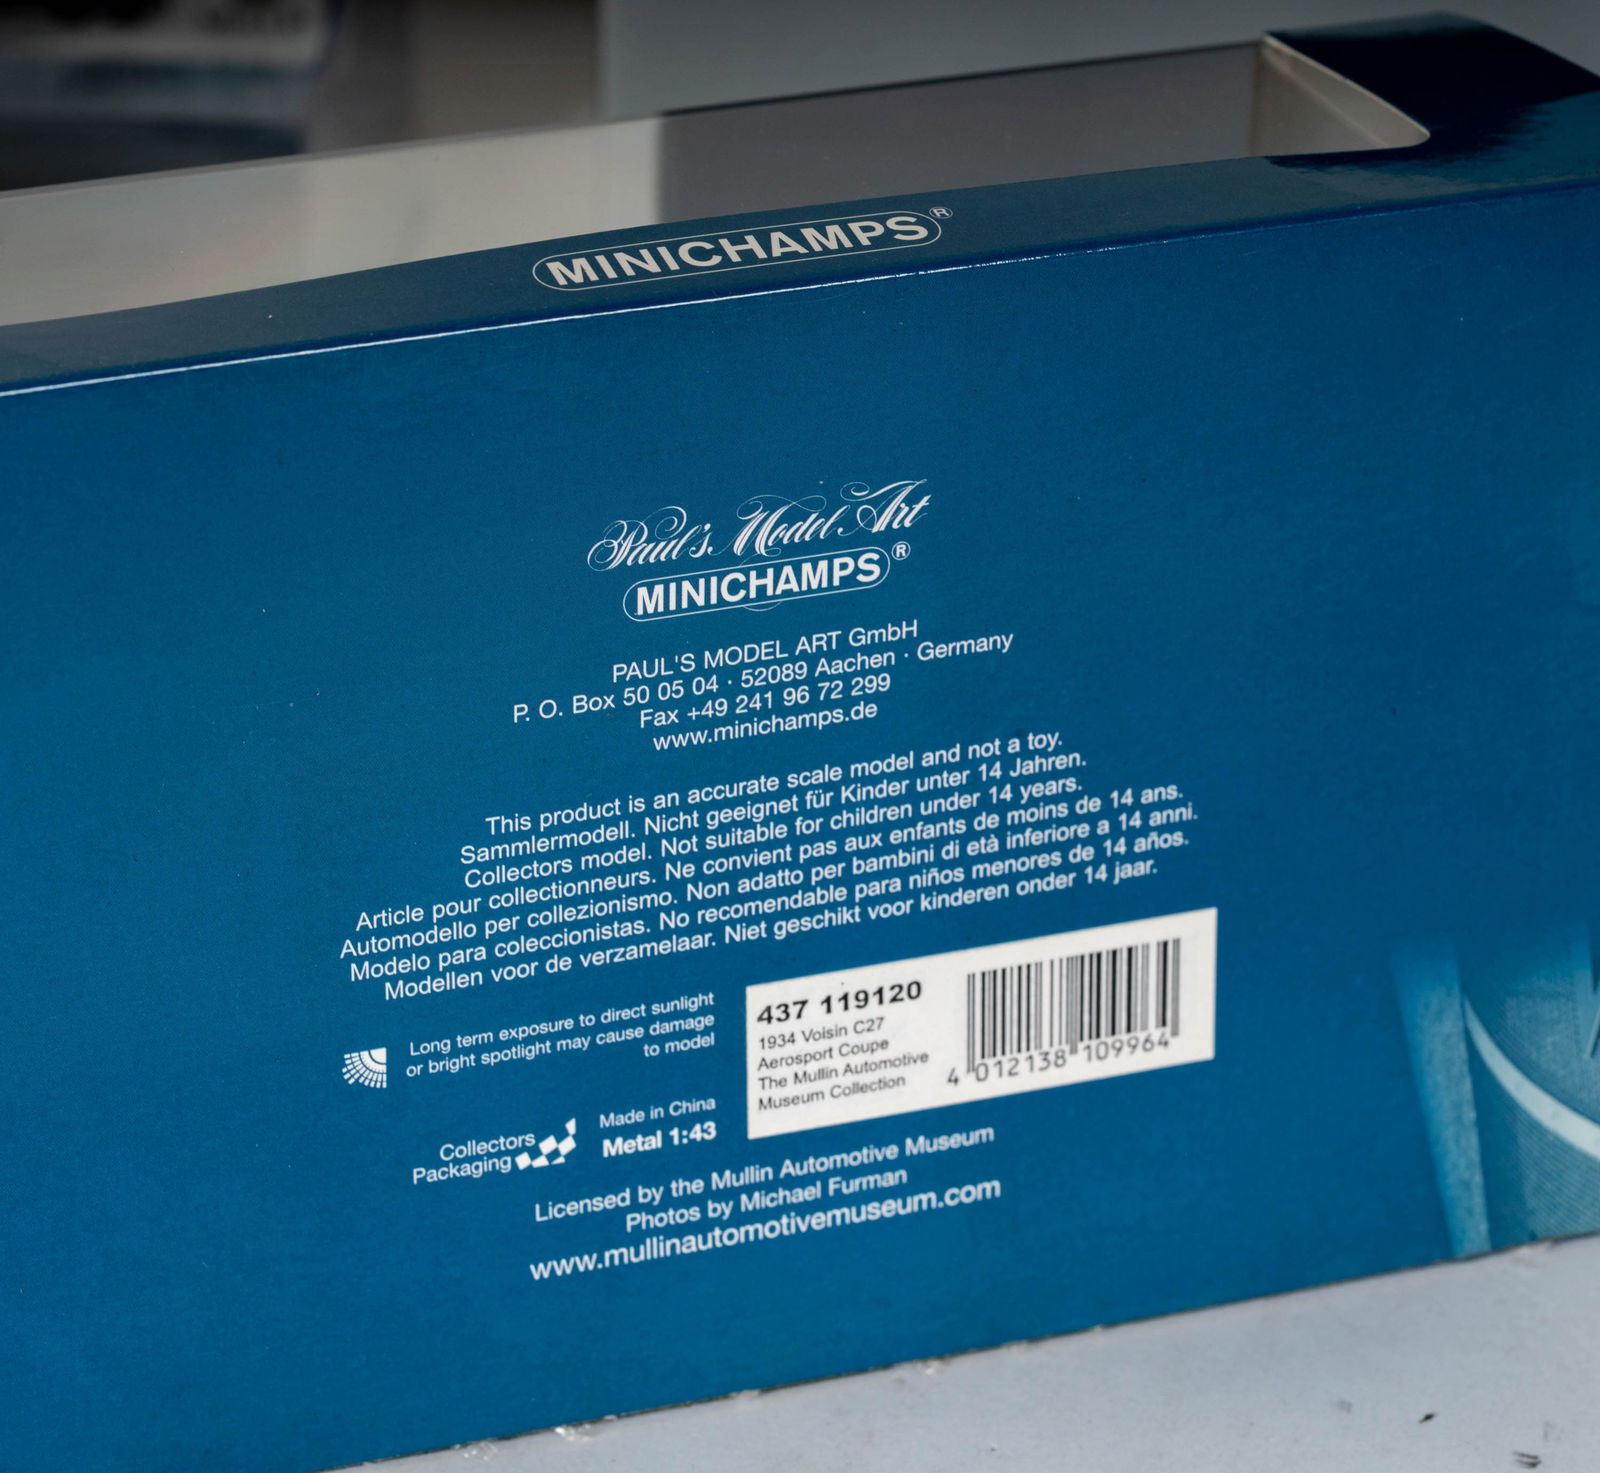 MINICHAMPS®
Paul's Model Art
MINICHAMPS®
PAUL'S MODEL ART GmbH
P. O. Box 50 05 04 · 52089 Aachen · Germany
Fax +49 241 96 72 299
www.minichamps.de
This product is an accurate scale model and not a toy.
Sammlermodell. Nicht geeignet für Kinder unter 14 Jahren.
Collectors model. Not suitable for children under 14 years.
Article pour collectionneurs. Ne convient pas aux enfants de moins de 14 ans.
Automodello per collezionismo. Non adatto per bambini di età inferiore a 14 anni.
Modelo para coleccionistas. No recomendable para niños menores de 14 años.
Modellen voor de verzamelaar. Niet geschikt voor kinderen onder 14 jaar.
Long term exposure to direct sunlight
or bright spotlight may cause damage
to model
437 119120
1934 Voisin C27
Aerosport Coupe
The Mullin Automotive
Museum Collection
4 012138 109964
Collectors
Packaging
Made in China
Metal 1:43
Licensed by the Mullin Automotive Museum
Photos by Michael Furman
www.mullinautomotivemuseum.com